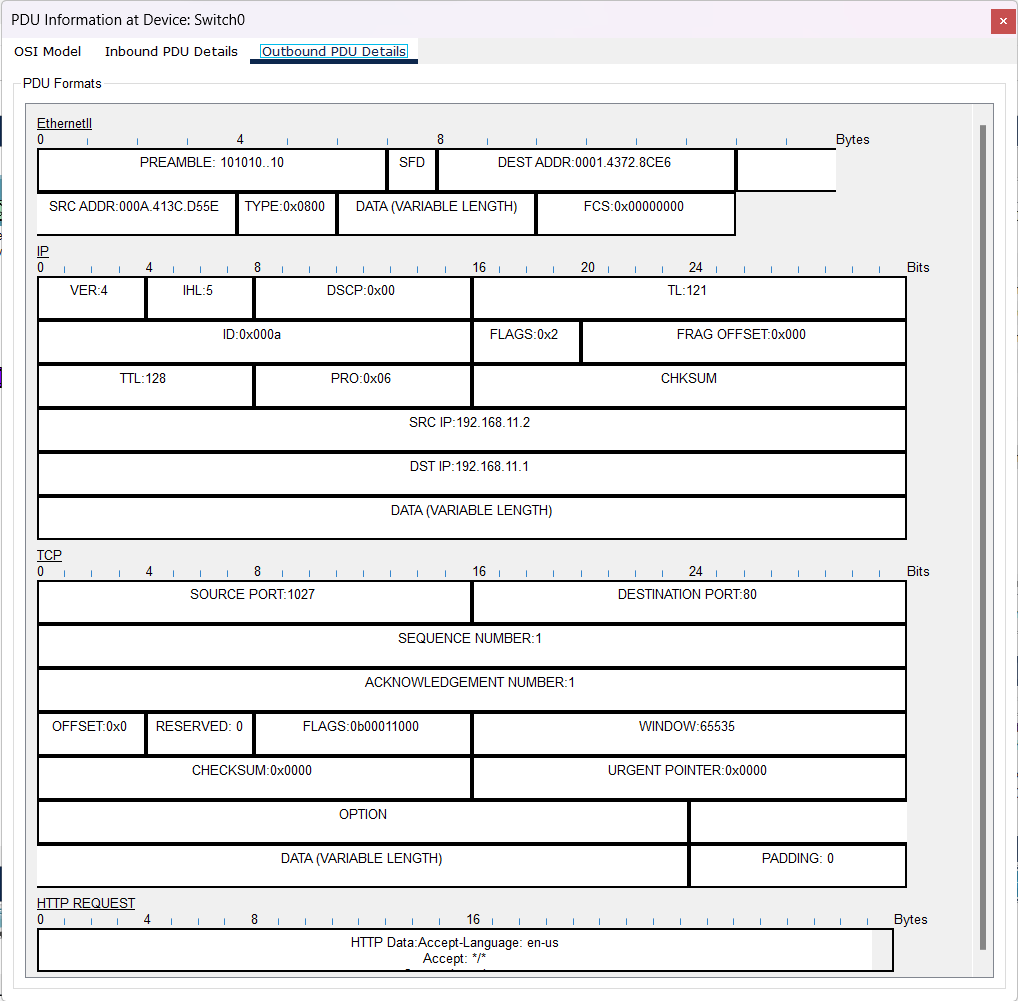 PDU Information at Device: Switch0
OSI Model Inbound PDU Details Outbound PDU Details
PDU Formats
EthernetII
0 4 8 Bytes
PREAMBLE: 101010..10 SFD DEST ADDR:0001.4372.8CE6
SRC ADDR:000A.413C.D55E TYPE:0x0800 DATA (VARIABLE LENGTH) FCS:0x00000000
IP
0 4 8 16 20 24 Bits
VER:4 IHL:5 DSCP:0x00 TL:121
ID:0x000a FLAGS:0x2 FRAG OFFSET:0x000
TTL:128 PRO:0x06 CHKSUM
SRC IP:192.168.11.2
DST IP:192.168.11.1
DATA (VARIABLE LENGTH)
TCP
0 4 8 16 24 Bits
SOURCE PORT:1027 DESTINATION PORT:80
SEQUENCE NUMBER:1
ACKNOWLEDGEMENT NUMBER:1
OFFSET:0x0 RESERVED: 0 FLAGS:0b00011000 WINDOW:65535
CHECKSUM:0x0000 URGENT POINTER:0x0000
OPTION
DATA (VARIABLE LENGTH) PADDING: 0
HTTP REQUEST
0 4 8 16 Bytes
HTTP Data:Accept-Language: en-us
Accept: */*